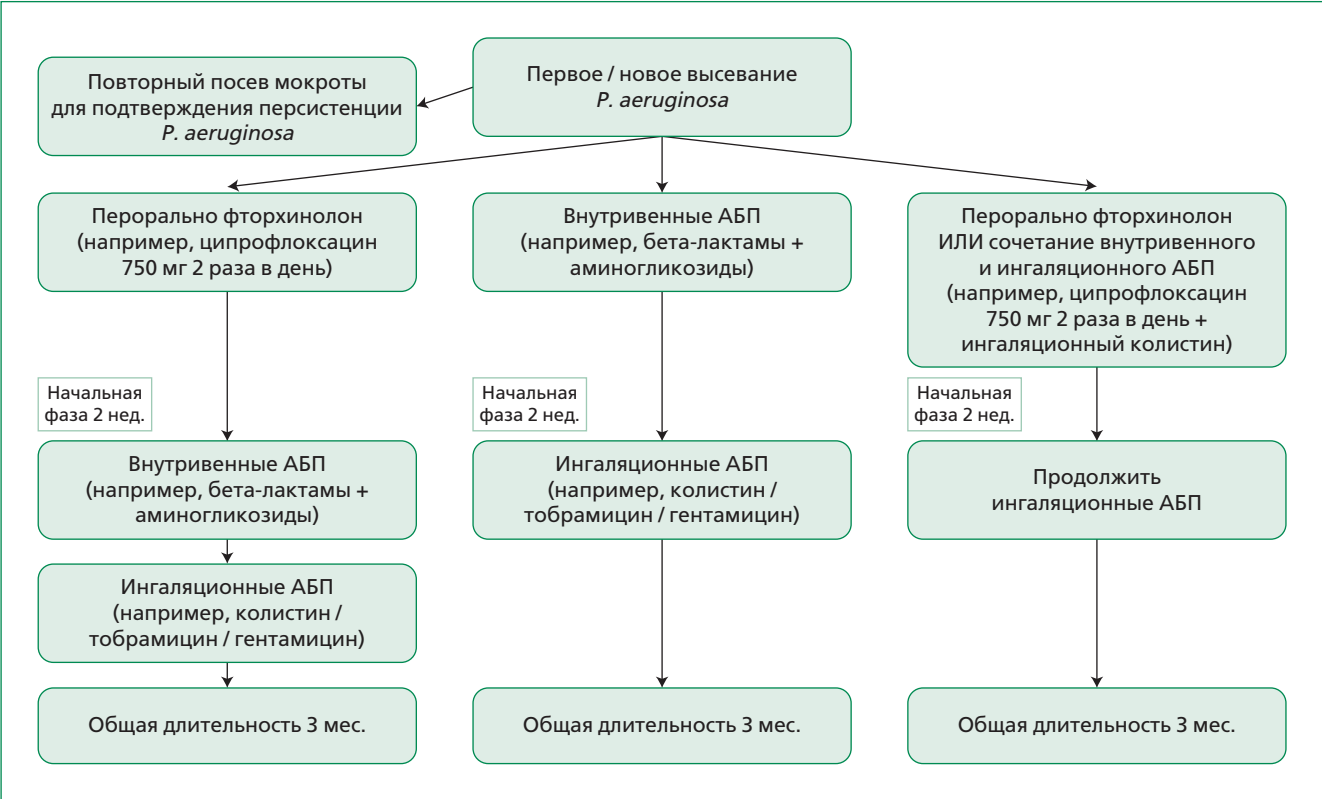 Первое / новое высевание
P. aeruginosa
Повторный посев мокроты
для подтверждения персистенции
P. aeruginosa
Перорально фторхинолон
(например, ципрофлоксацин
750 мг 2 раза в день)
Начальная
фаза 2 нед.
Внутривенные АБП
(например, бета-лактамы +
аминогликозиды)
Ингаляционные АБП
(например, колистин /
тобрамицин / гентамицин)
Общая длительность 3 мес.
Внутривенные АБП
(например, бета-лактамы +
аминогликозиды)
Начальная
фаза 2 нед.
Ингаляционные АБП
(например, колистин /
тобрамицин / гентамицин)
Общая длительность 3 мес.
Перорально фторхинолон
ИЛИ сочетание внутривенного
и ингаляционного АБП
(например, ципрофлоксацин
750 мг 2 раза в день +
ингаляционный колистин)
Начальная
фаза 2 нед.
Продолжить
ингаляционные АБП
Общая длительность 3 мес.